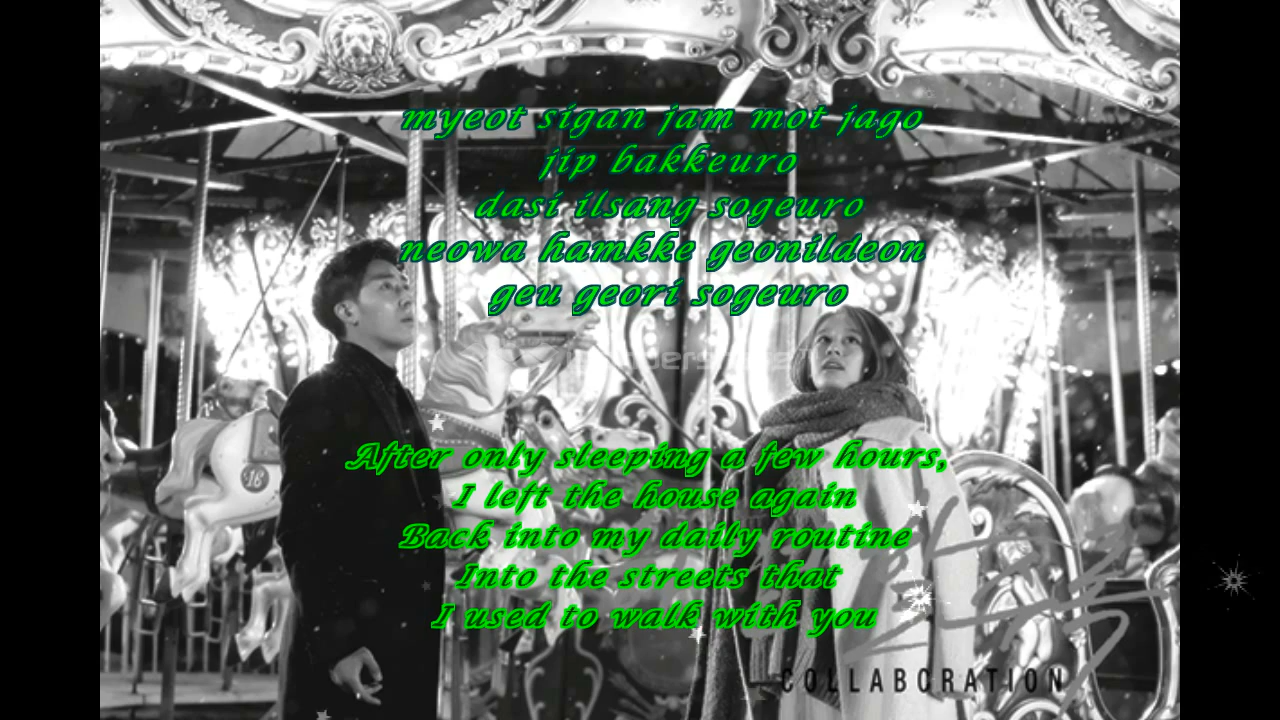 myeot sigan jam mot jago
jip bakkeuro
dasi ilsang sogeuro
neowa hamkke geonildeon
geu geori sogeuro
After only sleeping a few hours,
I left the house again
Back into my daily routine
Into the streets that
I used to walk with you
COLLABORATION